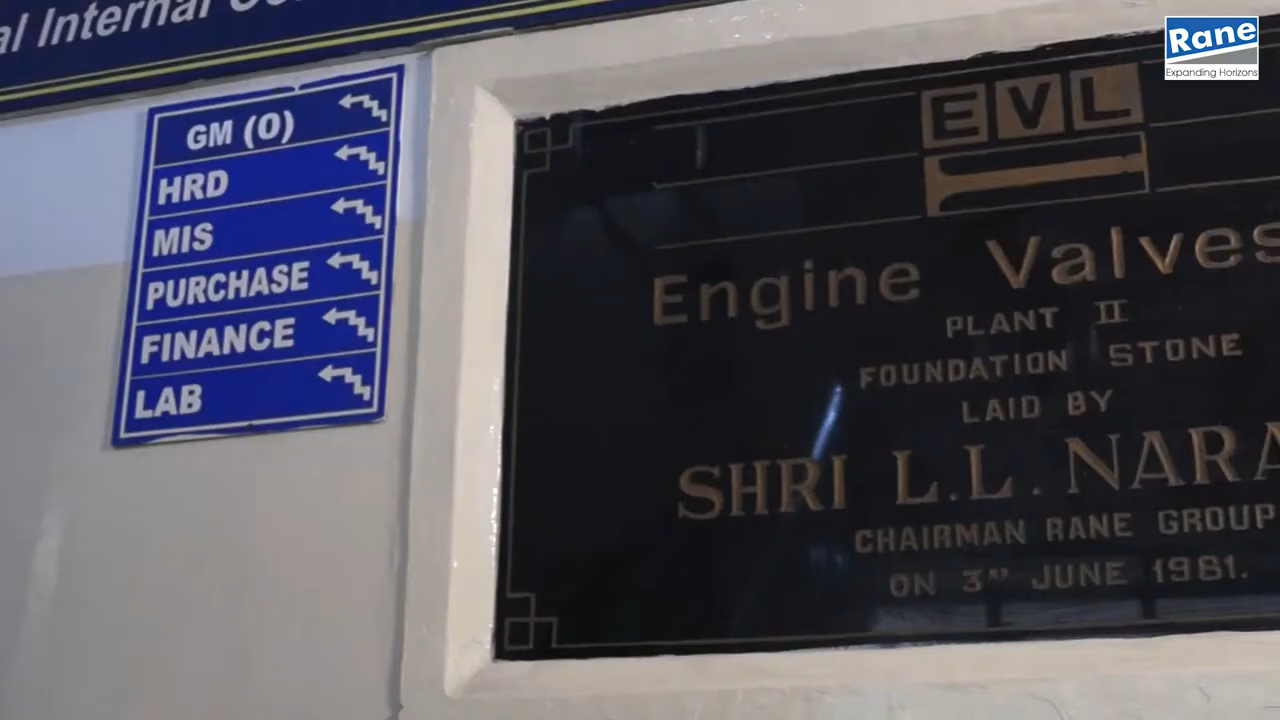 al Internal
Rane
Expanding Horizons
GM (O)
HRD
MIS
PURCHASE
FINANCE
LAB
EVL
Engine Valves
PLANT II
FOUNDATION STONE
LAID BY
SHRI L.L. NARA
CHAIRMAN RANE GROUP
ON 3RD JUNE 1981.